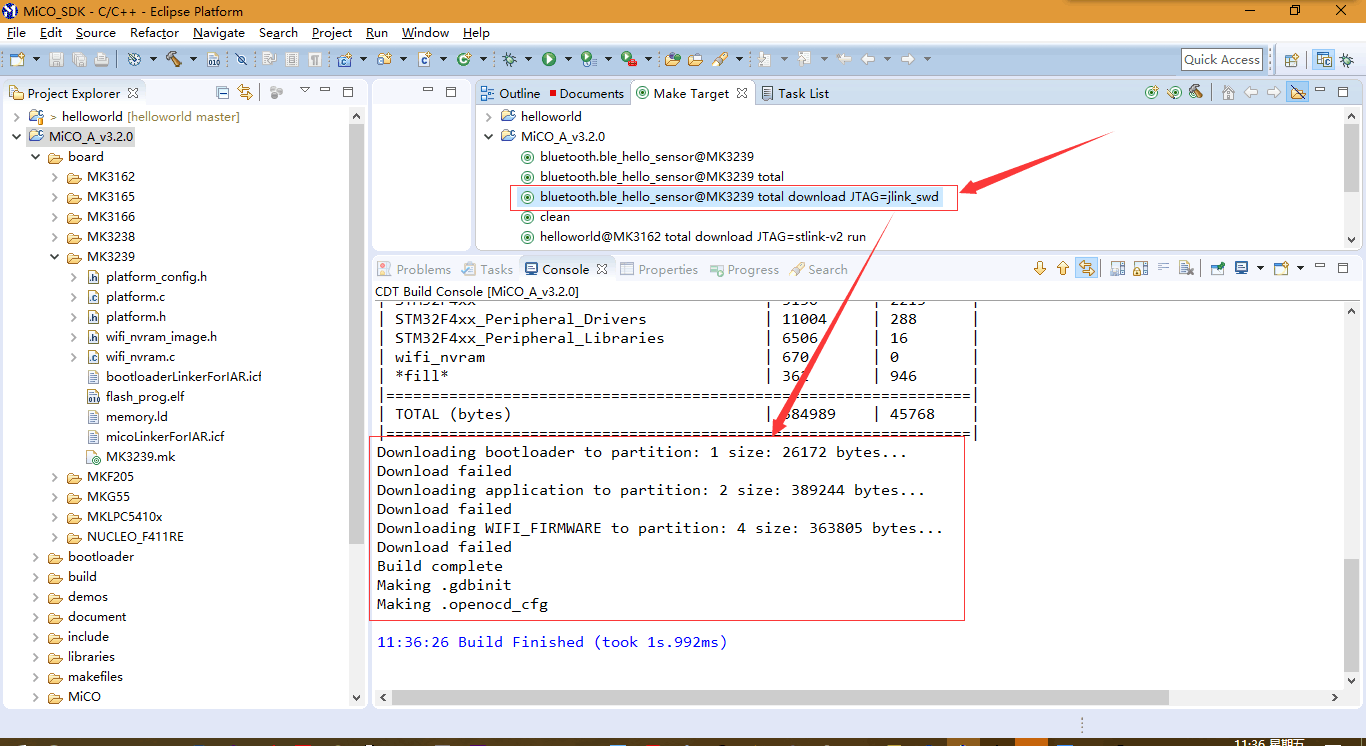 MiCO_SDK - C/C++ - Eclipse Platform
File Edit Source Refactor Navigate Search Project Run Window Help
Quick Access
Project Explorer
> helloworld [helloworld master]
MiCO_A_v3.2.0
board
MK3162
MK3165
MK3166
MK3238
MK3239
platform_config.h
platform.c
platform.h
wifi_nvram_image.h
wifi_nvram.c
bootloaderLinkerForIAR.icf
flash_prog.elf
memory.ld
micoLinkerForIAR.icf
MK3239.mk
MKF205
MKG55
MKLPC5410x
NUCLEO_F411RE
bootloader
build
demos
document
include
libraries
makefiles
MiCO
Outline Documents Make Target Task List
helloworld
MiCO_A_v3.2.0
bluetooth.ble_hello_sensor@MK3239
bluetooth.ble_hello_sensor@MK3239 total
bluetooth.ble_hello_sensor@MK3239 total download JTAG=jlink_swd
clean
helloworld@MK3162 total download JTAG=stlink-v2 run
Problems Tasks Console Properties Progress Search
CDT Build Console [MiCO_A_v3.2.0]
| STM32F4xx_Peripheral_Drivers | 11004 | 288 |
| STM32F4xx_Peripheral_Libraries | 6506 | 16 |
| wifi_nvram | 670 | 0 |
| *fill* | 362 | 946 |
|=================================================================|
| TOTAL (bytes) | 384989 | 45768 |
|=================================================================|
Downloading bootloader to partition: 1 size: 26172 bytes...
Download failed
Downloading application to partition: 2 size: 389244 bytes...
Download failed
Downloading WIFI_FIRMWARE to partition: 4 size: 363805 bytes...
Download failed
Build complete
Making .gdbinit
Making .openocd_cfg
11:36:26 Build Finished (took 1s.992ms)
11:36 星期五